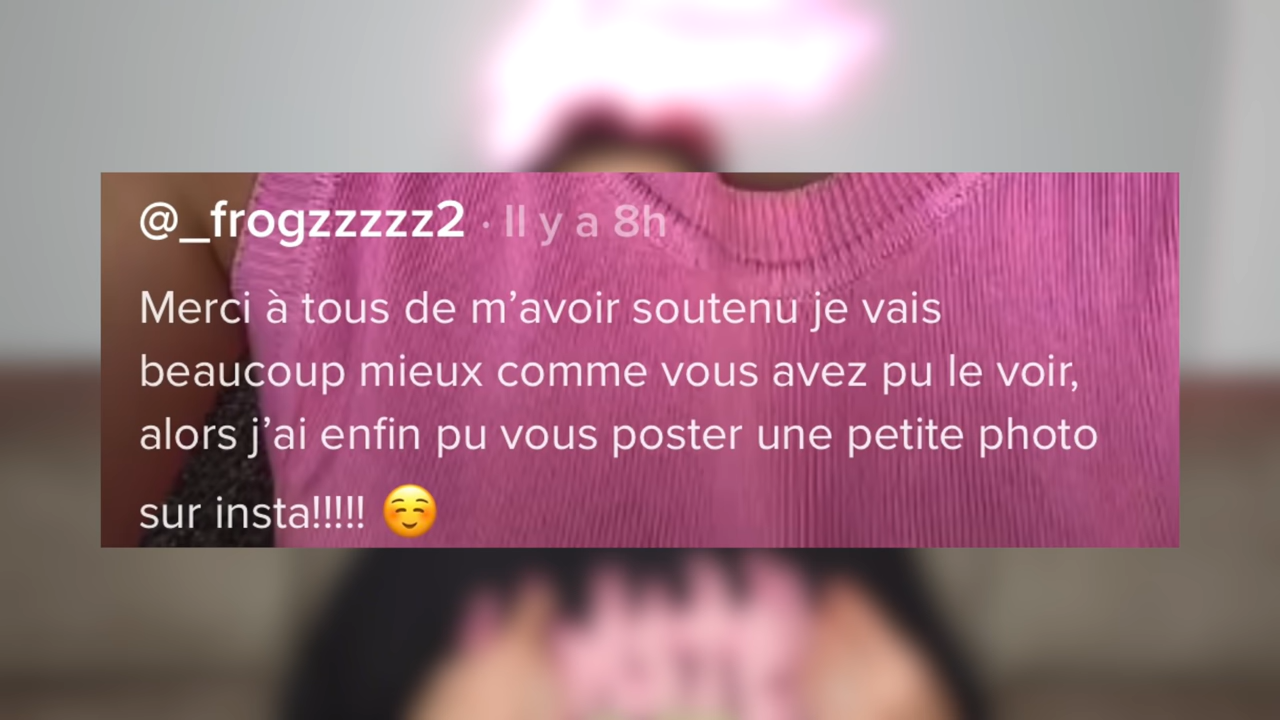 @_frogzzzzz2 · Il y a 8h
Merci à tous de m’avoir soutenu je vais
beaucoup mieux comme vous avez pu le voir,
alors j’ai enfin pu vous poster une petite photo
sur insta!!!!! ☺️